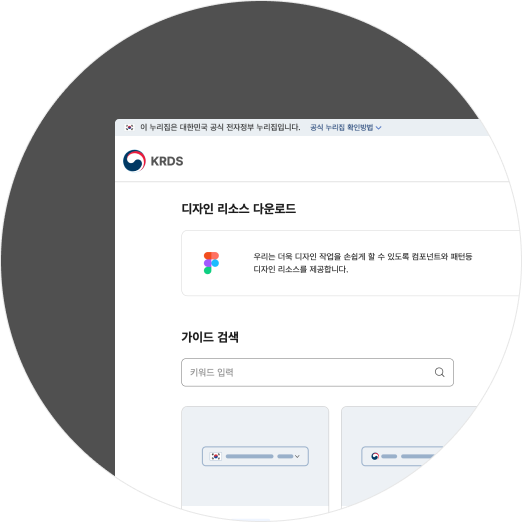 이 누리집은 대한민국 공식 전자정부 누리집입니다. 공식 누리집 확인방법
KRDS
디자인 리소스 다운로드
우리는 더욱 디자인 작업을 손쉽게 할 수 있도록 컴포넌트와 패턴등
디자인 리소스를 제공합니다.
가이드 검색
키워드 입력